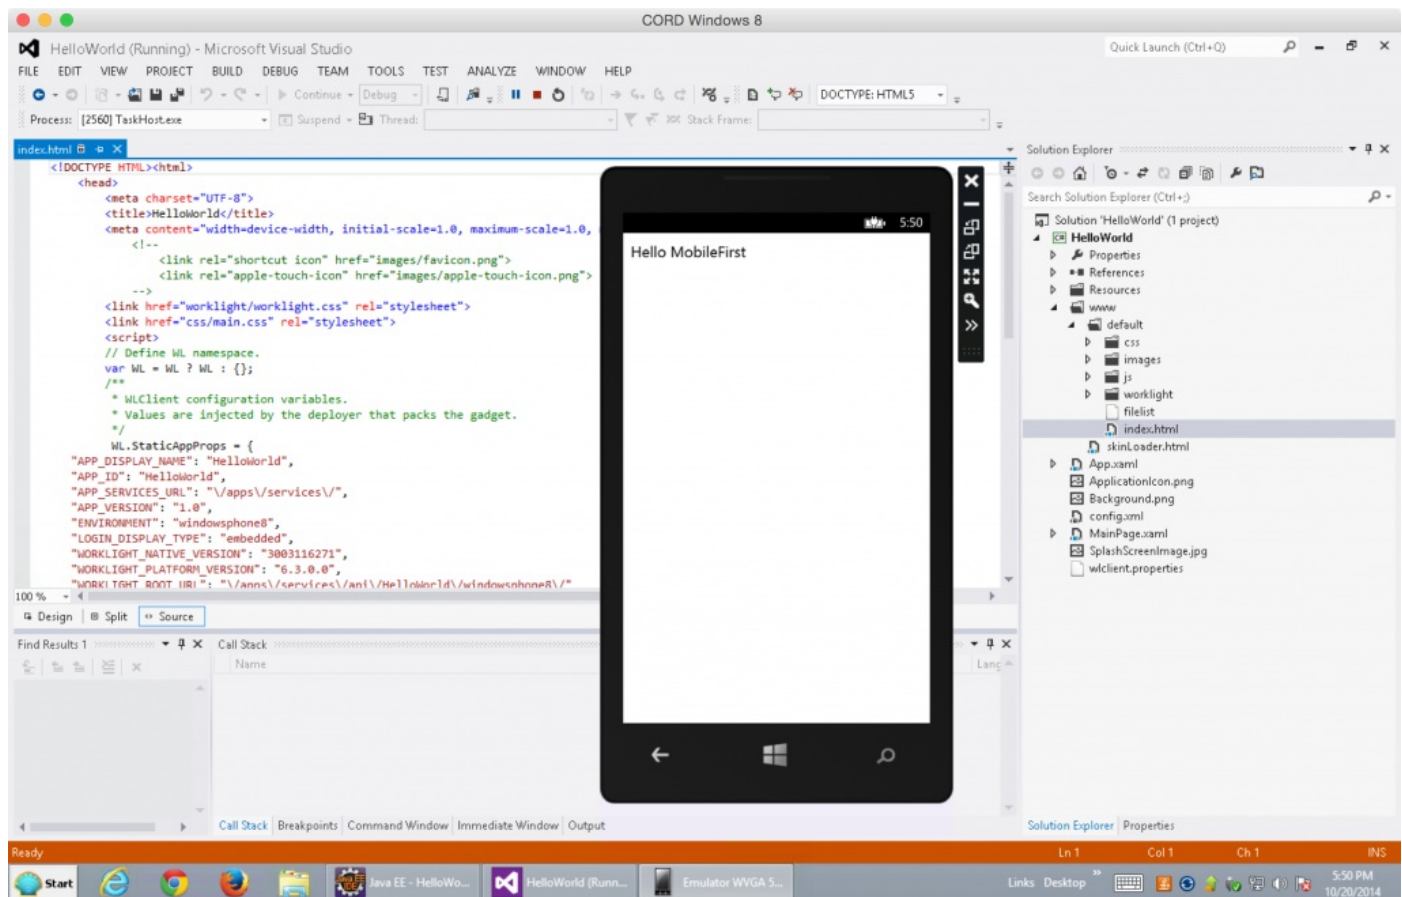 CORD Windows 8
HelloWorld (Running) - Microsoft Visual Studio
Quick Launch (Ctrl+Q)
FILE EDIT VIEW PROJECT BUILD DEBUG TEAM TOOLS TEST ANALYZE WINDOW HELP
Continue Debug DOCTYPE: HTML5
Process: [2560] TaskHost.exe Suspend Thread: Stack Frame:
index.html
<!DOCTYPE HTML><html>
<head>
<meta charset="UTF-8">
<title>HelloWorld</title>
<meta content="width=device-width, initial-scale=1.0, maximum-scale=1.0,
<!--
<link rel="shortcut icon" href="images/favicon.png">
<link rel="apple-touch-icon" href="images/apple-touch-icon.png">
-->
<link href="worklight/worklight.css" rel="stylesheet">
<link href="css/main.css" rel="stylesheet">
<script>
// Define WL namespace.
var WL = WL ? WL : {};
/**
* WLClient configuration variables.
* Values are injected by the deployer that packs the gadget.
*/
WL.StaticAppProps = {
"APP_DISPLAY_NAME": "HelloWorld",
"APP_ID": "HelloWorld",
"APP_SERVICES_URL": "\/apps\/services\/",
"APP_VERSION": "1.0",
"ENVIRONMENT": "windowsphone8",
"LOGIN_DISPLAY_TYPE": "embedded",
"WORKLIGHT_NATIVE_VERSION": "3003116271",
"WORKLIGHT_PLATFORM_VERSION": "6.3.0.0",
"WORKLIGHT_ROOT_URL": "\/apps\/services\/api\/HelloWorld\/windowsphone8\/"
100 %
Design Split Source
5:50
Hello MobileFirst
Solution Explorer
Search Solution Explorer (Ctrl+;)
Solution 'HelloWorld' (1 project)
HelloWorld
Properties
References
Resources
www
default
css
images
js
worklight
filelist
index.html
skinLoader.html
App.xaml
ApplicationIcon.png
Background.png
config.xml
MainPage.xaml
SplashScreenImage.jpg
wlclient.properties
Find Results 1
Call Stack
Name
Lang
Call Stack Breakpoints Command Window Immediate Window Output
Solution Explorer Properties
Ready
Ln 1 Col 1 Ch 1 INS
Start
Java EE - HelloWo...
HelloWorld (Runn...
Emulator WVGA 5...
Links Desktop
5:50 PM
10/20/2014